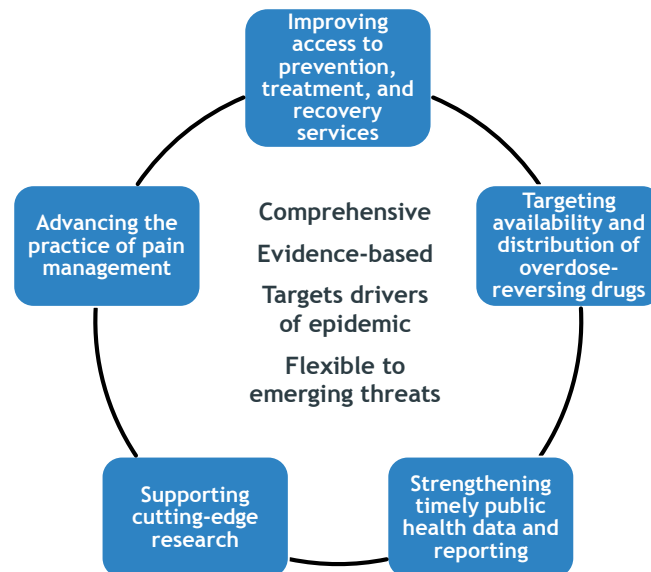 Improving
access to
prevention,
treatment, and
recovery
services
Targeting
availability and
distribution of
overdose-
reversing drugs
Strengthening
timely public
health data and
reporting
Supporting
cutting-edge
research
Advancing the
practice of pain
management
Comprehensive
Evidence-based
Targets drivers
of epidemic
Flexible to
emerging threats